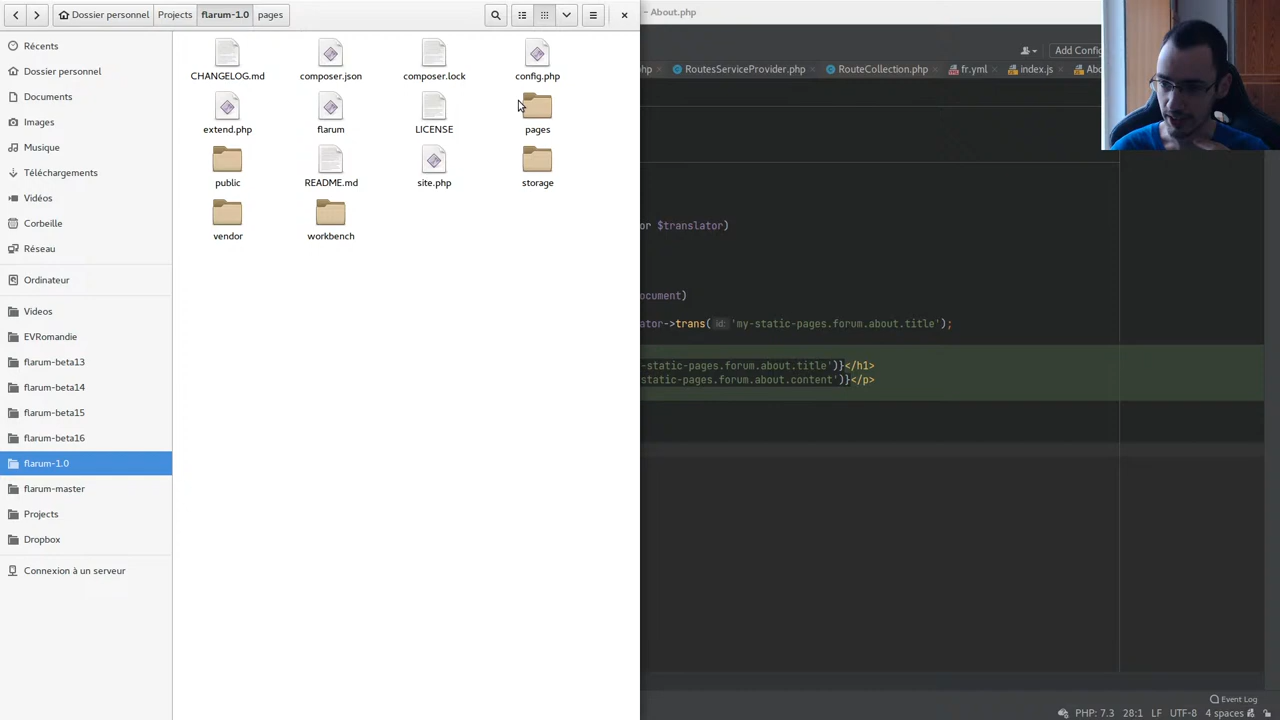 Dossier personnel
Projects
flarum-1.0
pages
Récents
Dossier personnel
Documents
Images
Musique
Téléchargements
Vidéos
Corbeille
Réseau
Ordinateur
Videos
EVRomandie
flarum-beta13
flarum-beta14
flarum-beta15
flarum-beta16
flarum-1.0
flarum-master
Projects
Dropbox
Connexion à un serveur
CHANGELOG.md
composer.json
composer.lock
config.php
extend.php
flarum
LICENSE
pages
public
README.md
site.php
storage
vendor
workbench
– About.php
Add Config
hp
RoutesServiceProvider.php
RouteCollection.php
fr.yml
index.js
Abo
or $translator)
ocument)
ator->trans( id: 'my-static-pages.forum.about.title');
-static-pages.forum.about.title')}</h1>
static-pages.forum.about.content')}</p>
Event Log
PHP: 7.3 28:1 LF UTF-8 4 spaces